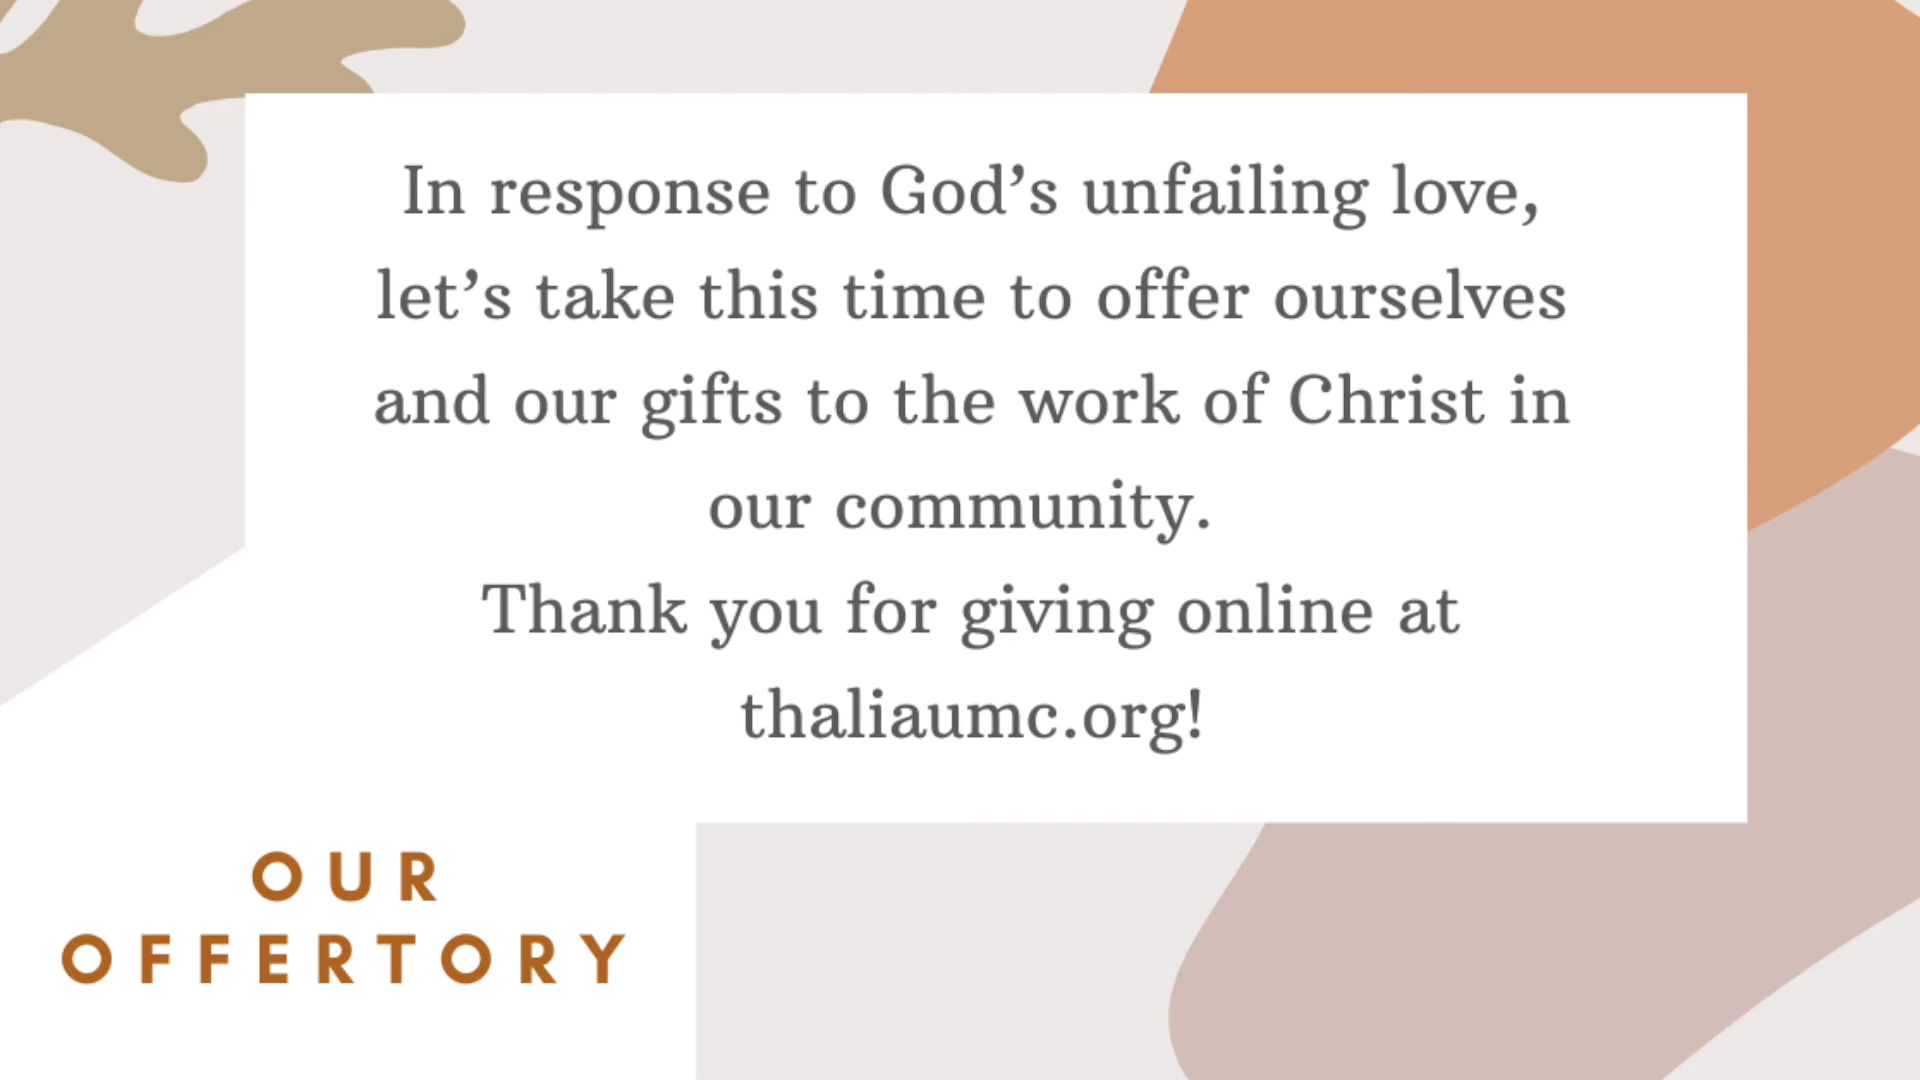 In response to God’s unfailing love,
let’s take this time to offer ourselves
and our gifts to the work of Christ in
our community.
Thank you for giving online at
thaliaumc.org!
OUR
OFFERTORY